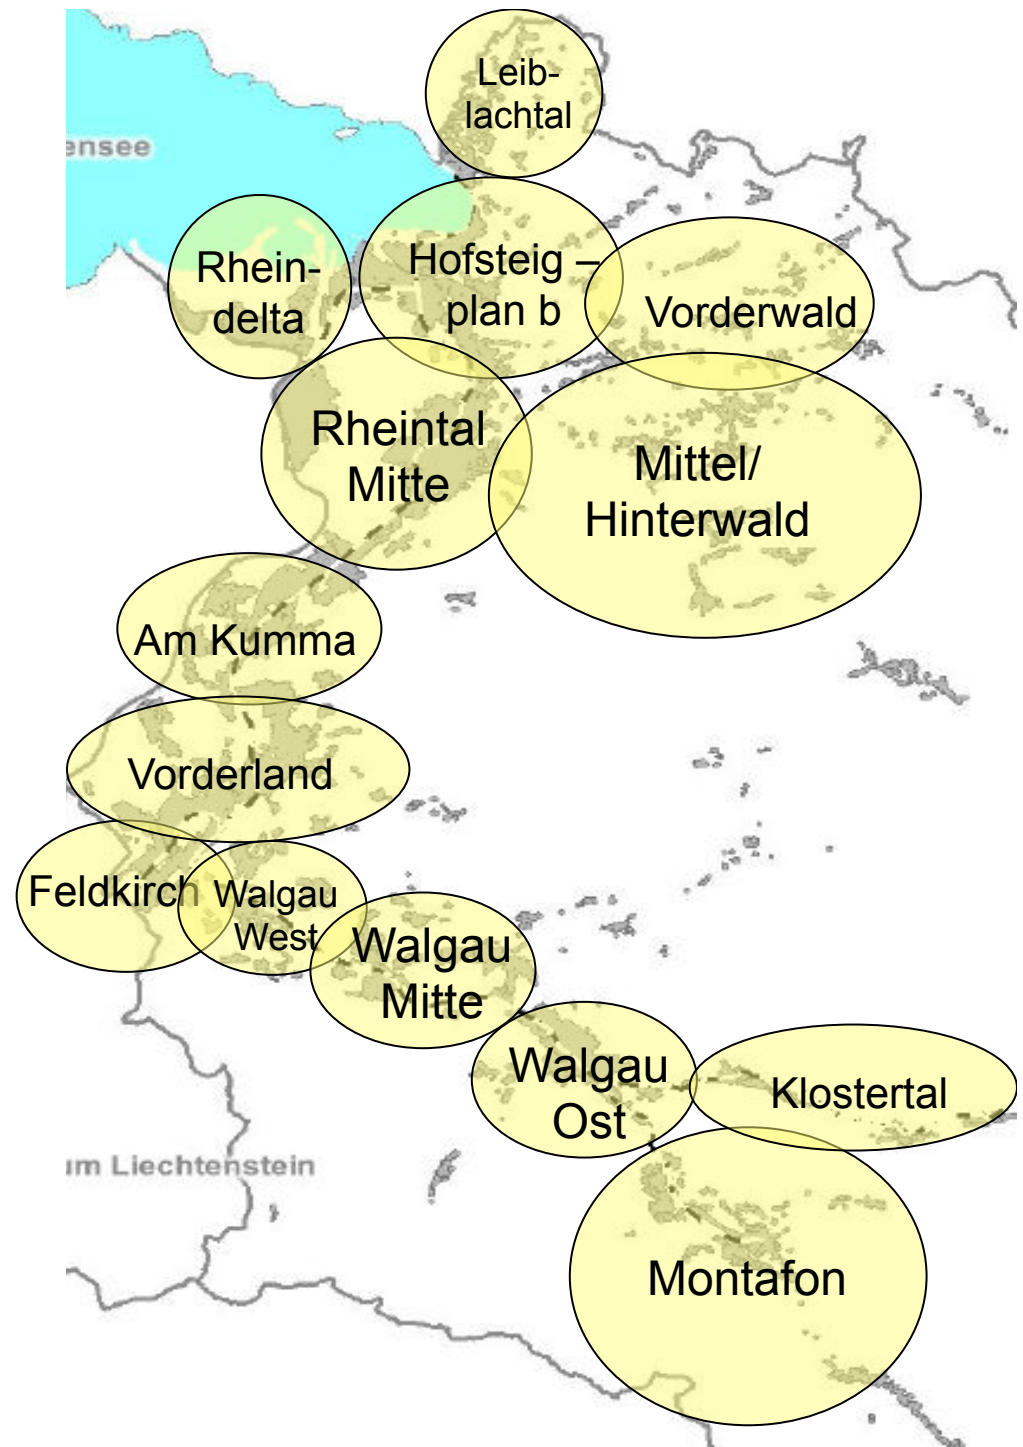 Leib-
lachtal
ensee
Rhein-
delta
Hofsteig –
plan b
Vorderwald
Rheintal
Mitte
Mittel/
Hinterwald
Am Kumma
Vorderland
Feldkirch
Walgau
West
Walgau
Mitte
Walgau
Ost
Klostertal
um Liechtenstein
Montafon